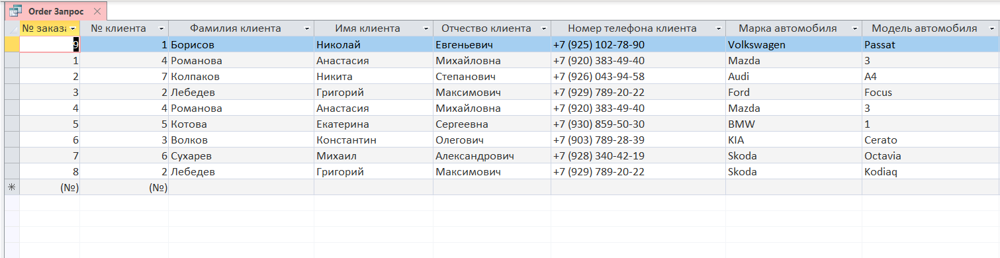 Order Запрос
№ заказа № клиента Фамилия клиента Имя клиента Отчество клиента Номер телефона клиента Марка автомобиля Модель автомобиля
9 1 Борисов Николай Евгеньевич +7 (925) 102-78-90 Volkswagen Passat
1 4 Романова Анастасия Михайловна +7 (920) 383-49-40 Mazda 3
2 7 Колпаков Никита Степанович +7 (926) 043-94-58 Audi A4
3 2 Лебедев Григорий Максимович +7 (929) 789-20-22 Ford Focus
4 4 Романова Анастасия Михайловна +7 (920) 383-49-40 Mazda 3
5 5 Котова Екатерина Сергеевна +7 (930) 859-50-30 BMW 1
6 3 Волков Константин Олегович +7 (903) 789-28-39 KIA Cerato
7 6 Сухарев Михаил Александрович +7 (928) 340-42-19 Skoda Octavia
8 2 Лебедев Григорий Максимович +7 (929) 789-20-22 Skoda Kodiaq
(№) (№)